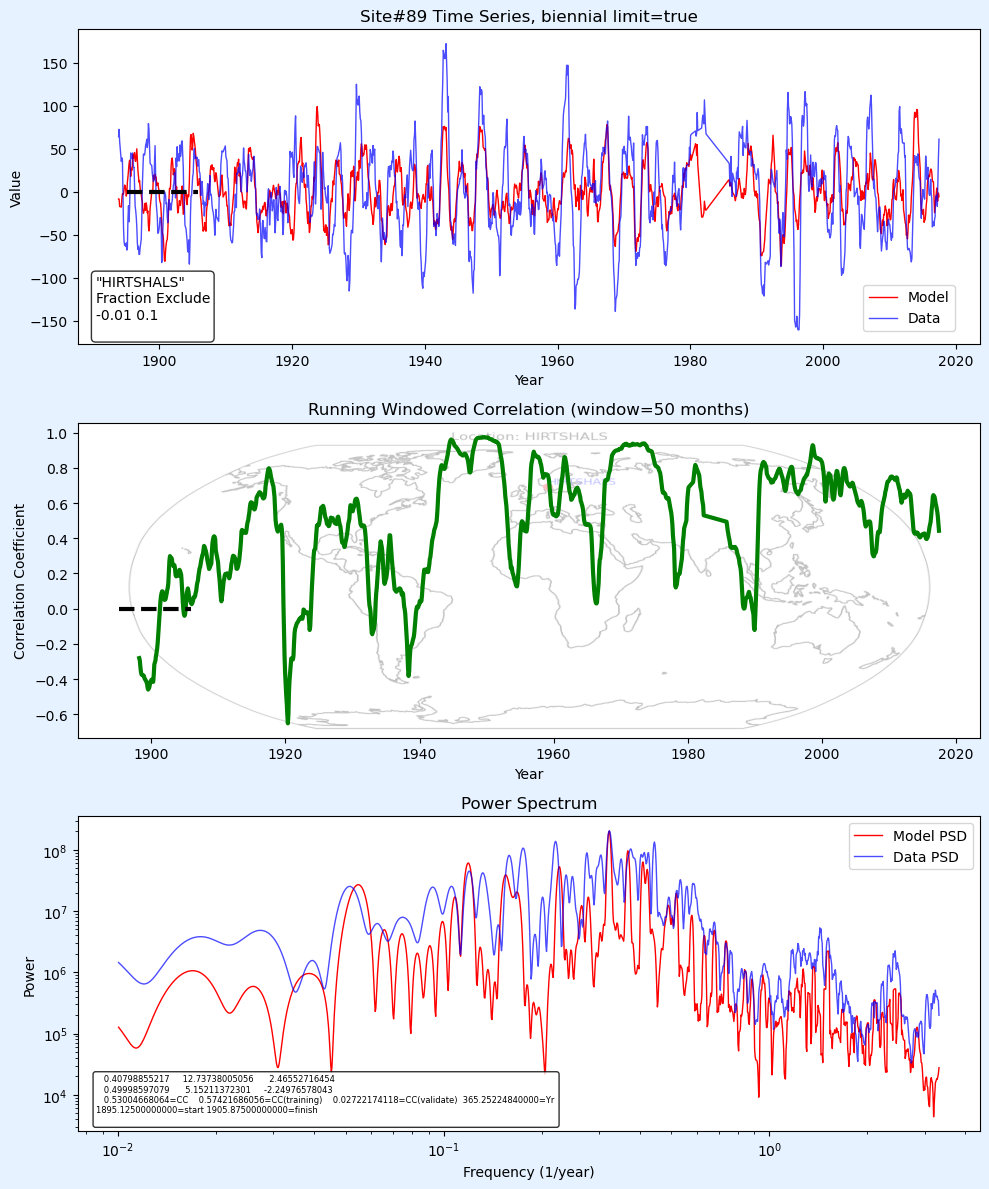 Site#89 Time Series, biennial limit=true
Value
150
100
50
0
−50
−100
−150
"HIRTSHALS"
Fraction Exclude
-0.01 0.1
Model
Data
1900 1920 1940 1960 1980 2000 2020
Year
Running Windowed Correlation (window=50 months)
Location: HIRTSHALS
HIRTSHALS
Correlation Coefficient
1.0
0.8
0.6
0.4
0.2
0.0
−0.2
−0.4
−0.6
1900 1920 1940 1960 1980 2000 2020
Year
Power Spectrum
Model PSD
Data PSD
Power
10^8
10^7
10^6
10^5
10^4
0.40798855217 12.73738005056 2.46552716454
0.49998597079 5.15211372301 -2.24976578043
0.53004668064=CC 0.57421686056=CC(training) 0.02722174118=CC(validate) 365.25224840000=Yr
1895.12500000000=start 1905.87500000000=finish
10^−2 10^−1 10^0
Frequency (1/year)